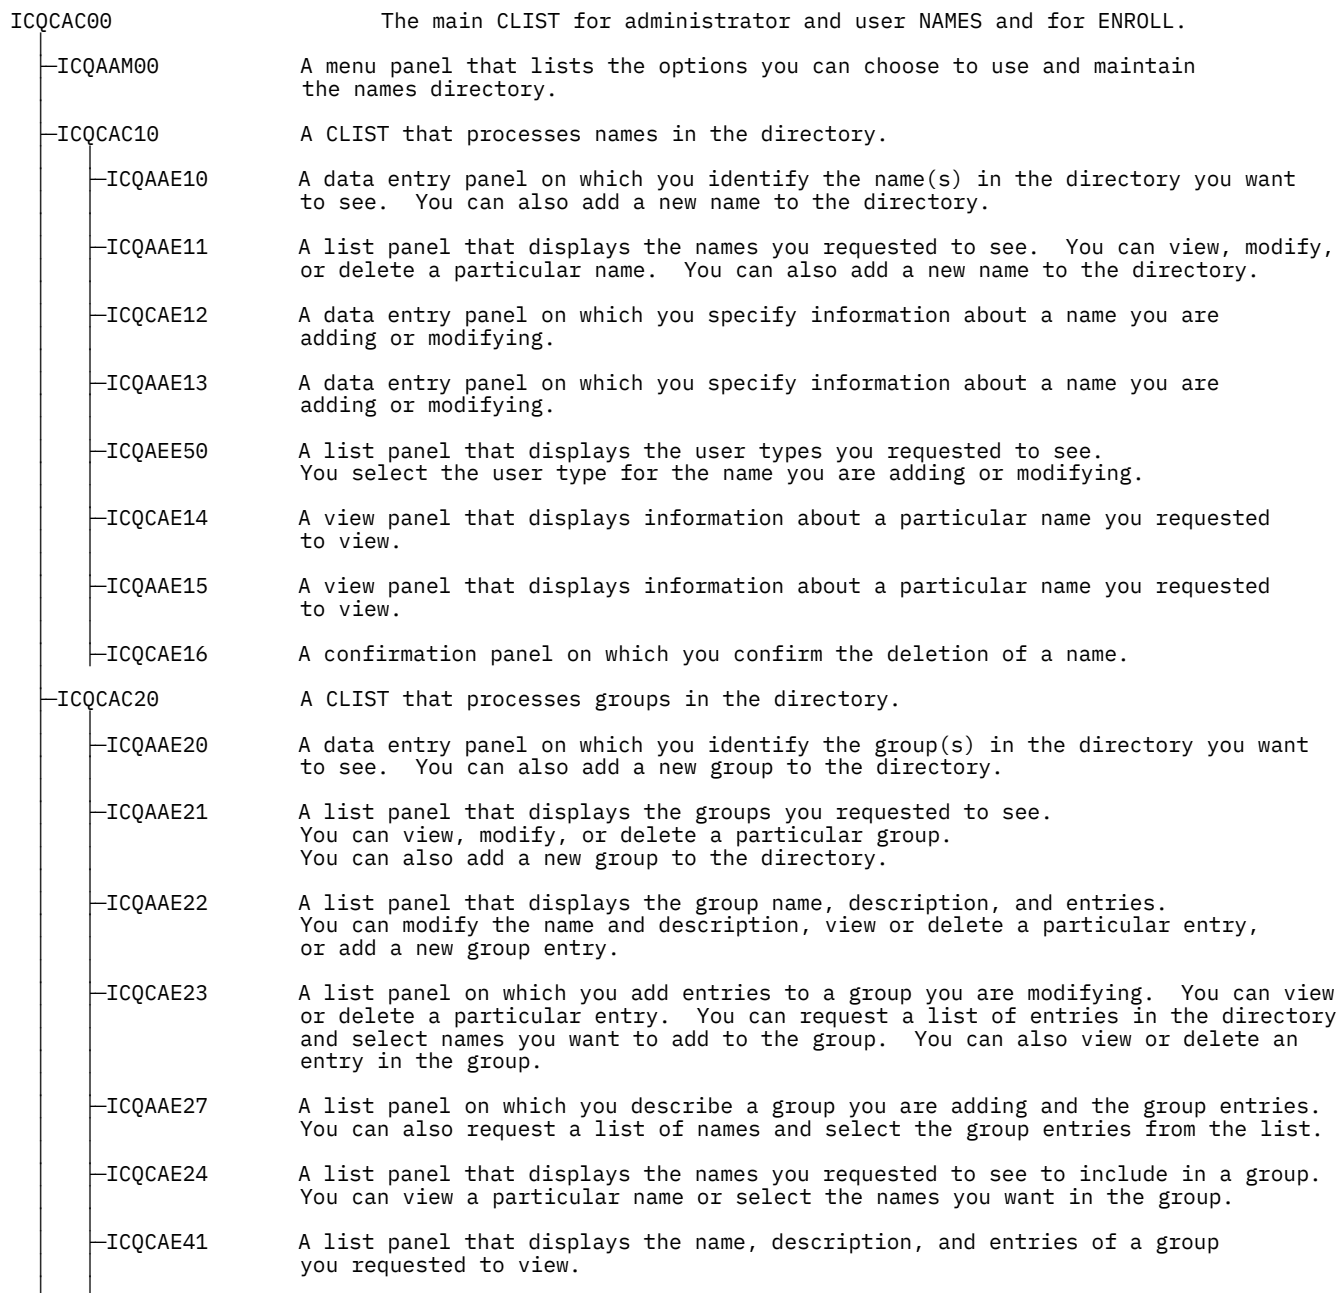 ICQCAC00 The main CLIST for administrator and user NAMES and for ENROLL.
ICQAAM00 A menu panel that lists the options you can choose to use and maintain
the names directory.
ICQCAC10 A CLIST that processes names in the directory.
ICQAAE10 A data entry panel on which you identify the name(s) in the directory you want
to see. You can also add a new name to the directory.
ICQAAE11 A list panel that displays the names you requested to see. You can view, modify,
or delete a particular name. You can also add a new name to the directory.
ICQCAE12 A data entry panel on which you specify information about a name you are
adding or modifying.
ICQAAE13 A data entry panel on which you specify information about a name you are
adding or modifying.
ICQAEE50 A list panel that displays the user types you requested to see.
You select the user type for the name you are adding or modifying.
ICQCAE14 A view panel that displays information about a particular name you requested
to view.
ICQAAE15 A view panel that displays information about a particular name you requested
to view.
ICQCAE16 A confirmation panel on which you confirm the deletion of a name.
ICQCAC20 A CLIST that processes groups in the directory.
ICQAAE20 A data entry panel on which you identify the group(s) in the directory you want
to see. You can also add a new group to the directory.
ICQAAE21 A list panel that displays the groups you requested to see.
You can view, modify, or delete a particular group.
You can also add a new group to the directory.
ICQAAE22 A list panel that displays the group name, description, and entries.
You can modify the name and description, view or delete a particular entry,
or add a new group entry.
ICQCAE23 A list panel on which you add entries to a group you are modifying. You can view
or delete a particular entry. You can request a list of entries in the directory
and select names you want to add to the group. You can also view or delete an
entry in the group.
ICQAAE27 A list panel on which you describe a group you are adding and the group entries.
You can also request a list of names and select the group entries from the list.
ICQCAE24 A list panel that displays the names you requested to see to include in a group.
You can view a particular name or select the names you want in the group.
ICQCAE41 A list panel that displays the name, description, and entries of a group
you requested to view.